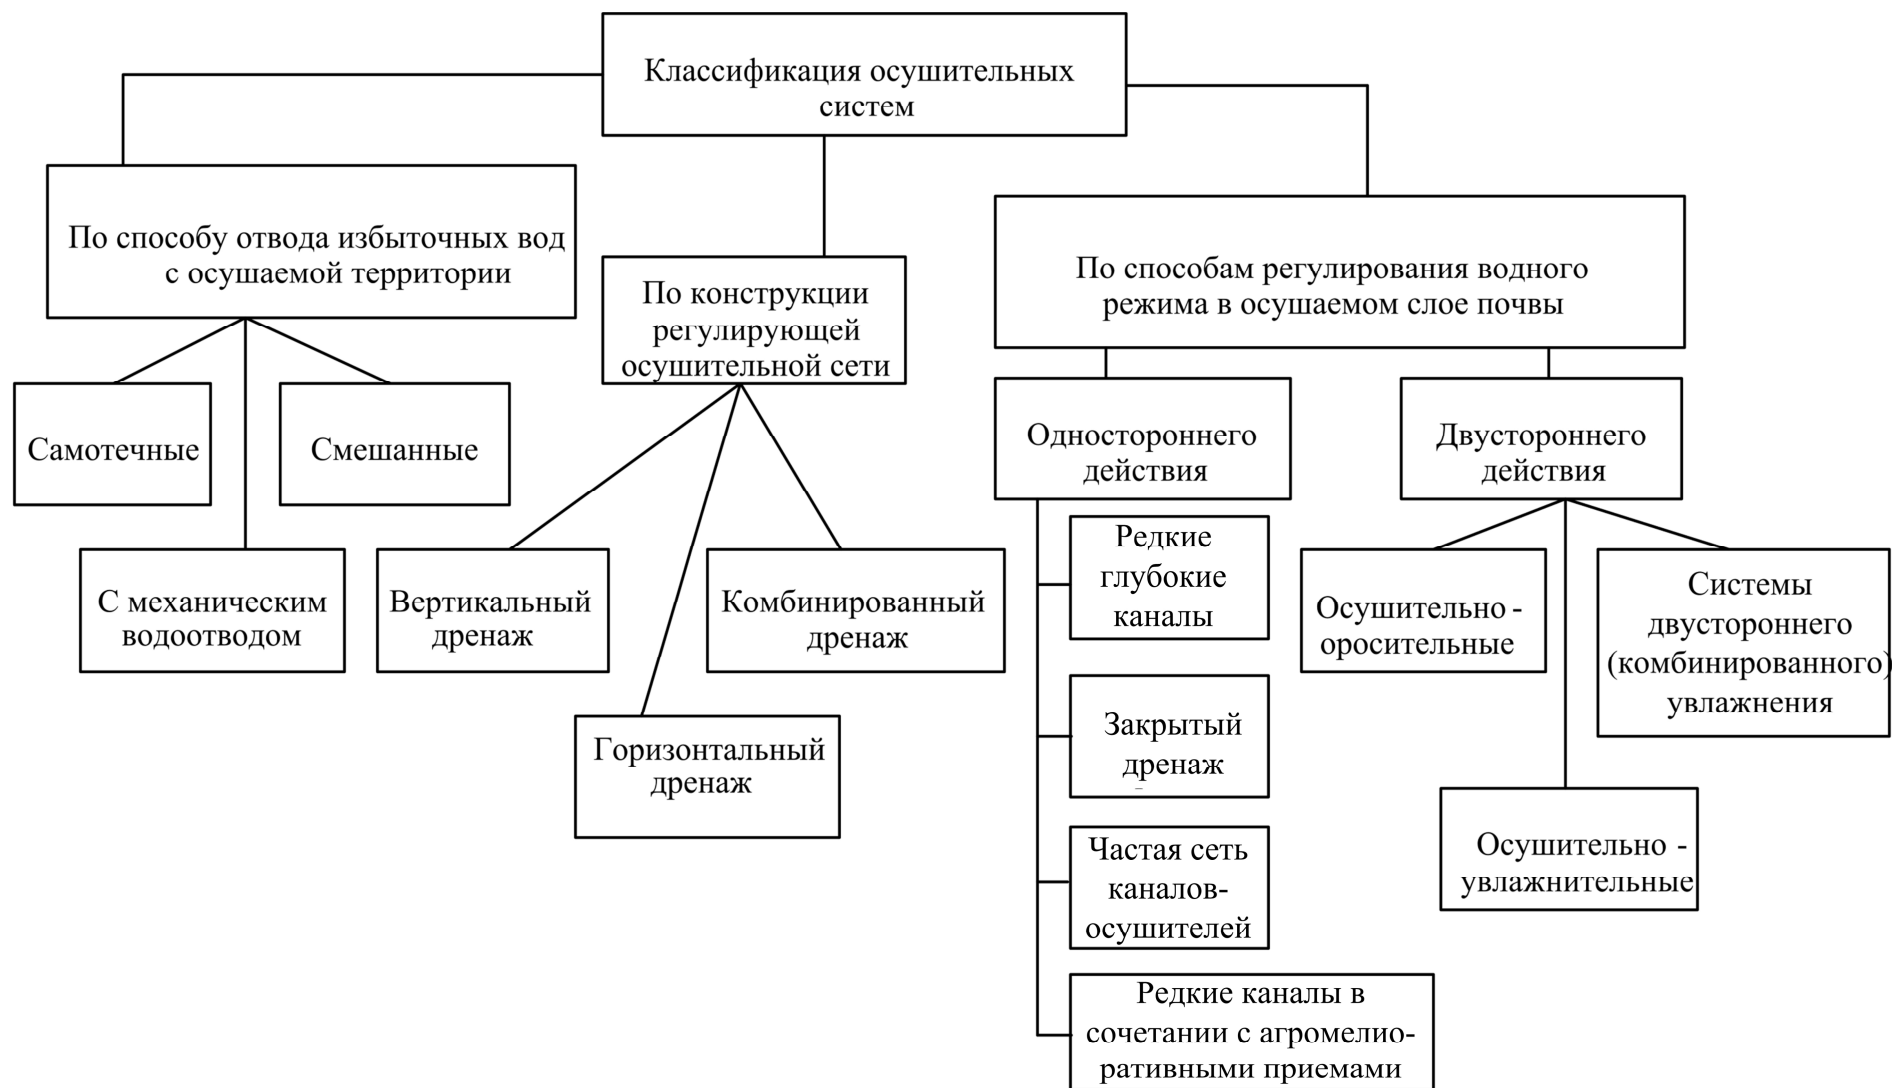 Классификация осушительных
систем
По способу отвода избыточных вод
с осушаемой территории
По конструкции
регулирующей
осушительной сети
По способам регулирования водного
режима в осушаемом слое почвы
Самотечные
Смешанные
С механическим
водоотводом
Вертикальный
дренаж
Комбинированный
дренаж
Горизонтальный
дренаж
Одностороннего
действия
Двустороннего
действия
Редкие
глубокие
каналы
Закрытый
дренаж
Частая сеть
каналов-
осушителей
Редкие каналы в
сочетании с агромелио-
ративными приемами
Осушительно -
оросительные
Системы
двустороннего
(комбинированного)
увлажнения
Осушительно -
увлажнительные